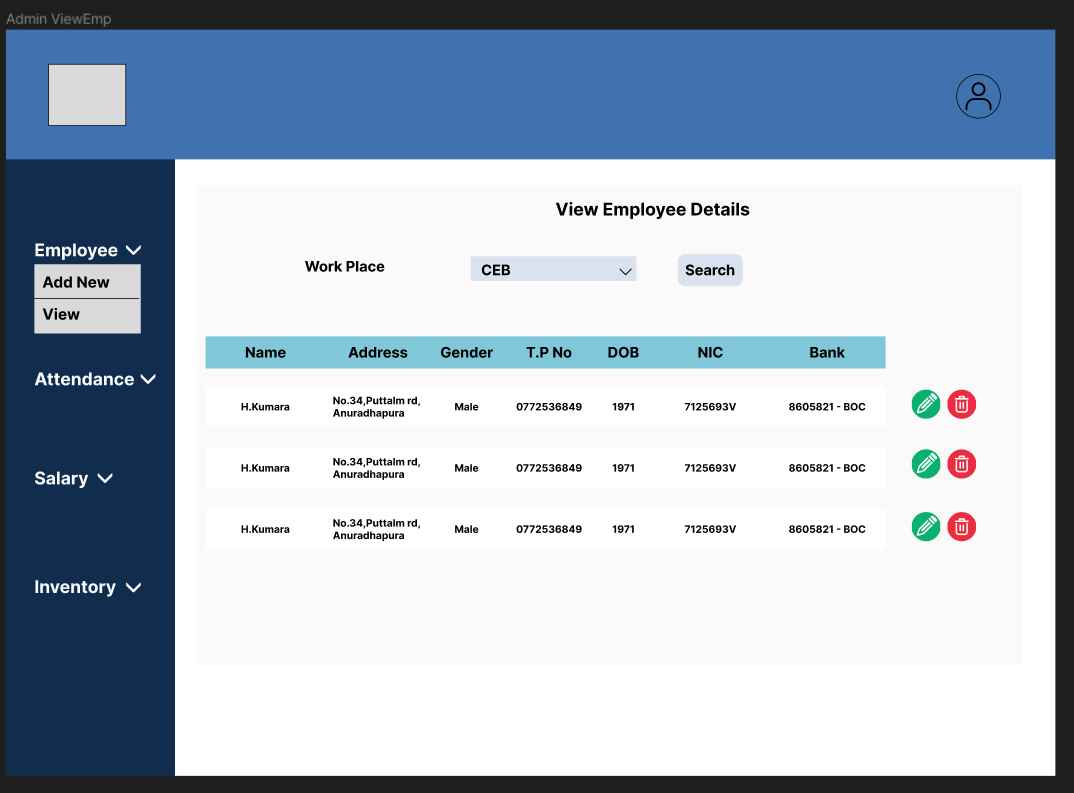 Admin ViewEmp
View Employee Details
Employee
Add New
View
Attendance
Salary
Inventory
Work Place
CEB
Search
Name Address Gender T.P No DOB NIC Bank
H.Kumara No.34,Puttalm rd, Male 0772536849 1971 7125693V 8605821 - BOC
Anuradhapura
H.Kumara No.34,Puttalm rd, Male 0772536849 1971 7125693V 8605821 - BOC
Anuradhapura
H.Kumara No.34,Puttalm rd, Male 0772536849 1971 7125693V 8605821 - BOC
Anuradhapura